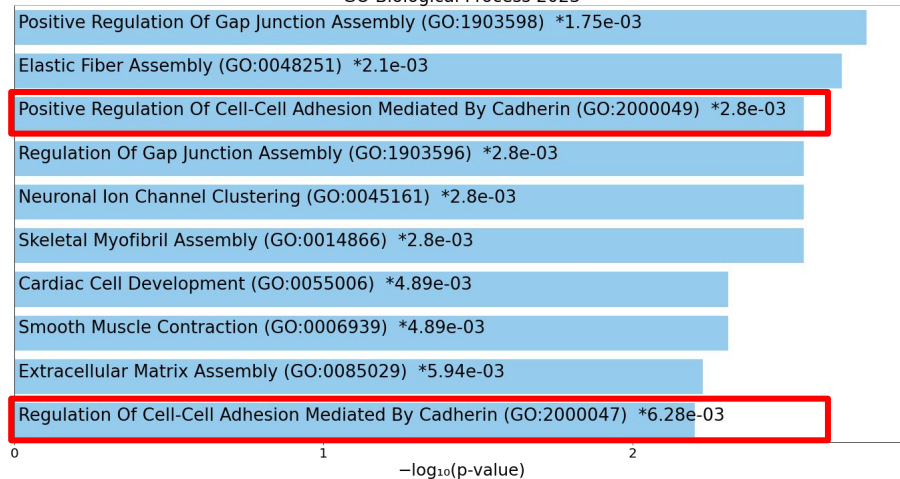 Positive Regulation Of Gap Junction Assembly (GO:1903598) *1.75e-03
Elastic Fiber Assembly (GO:0048251) *2.1e-03
Positive Regulation Of Cell-Cell Adhesion Mediated By Cadherin (GO:2000049) *2.8e-03
Regulation Of Gap Junction Assembly (GO:1903596) *2.8e-03
Neuronal Ion Channel Clustering (GO:0045161) *2.8e-03
Skeletal Myofibril Assembly (GO:0014866) *2.8e-03
Cardiac Cell Development (GO:0055006) *4.89e-03
Smooth Muscle Contraction (GO:0006939) *4.89e-03
Extracellular Matrix Assembly (GO:0085029) *5.94e-03
Regulation Of Cell-Cell Adhesion Mediated By Cadherin (GO:2000047) *6.28e-03
0 1 2
−log₁₀(p-value)